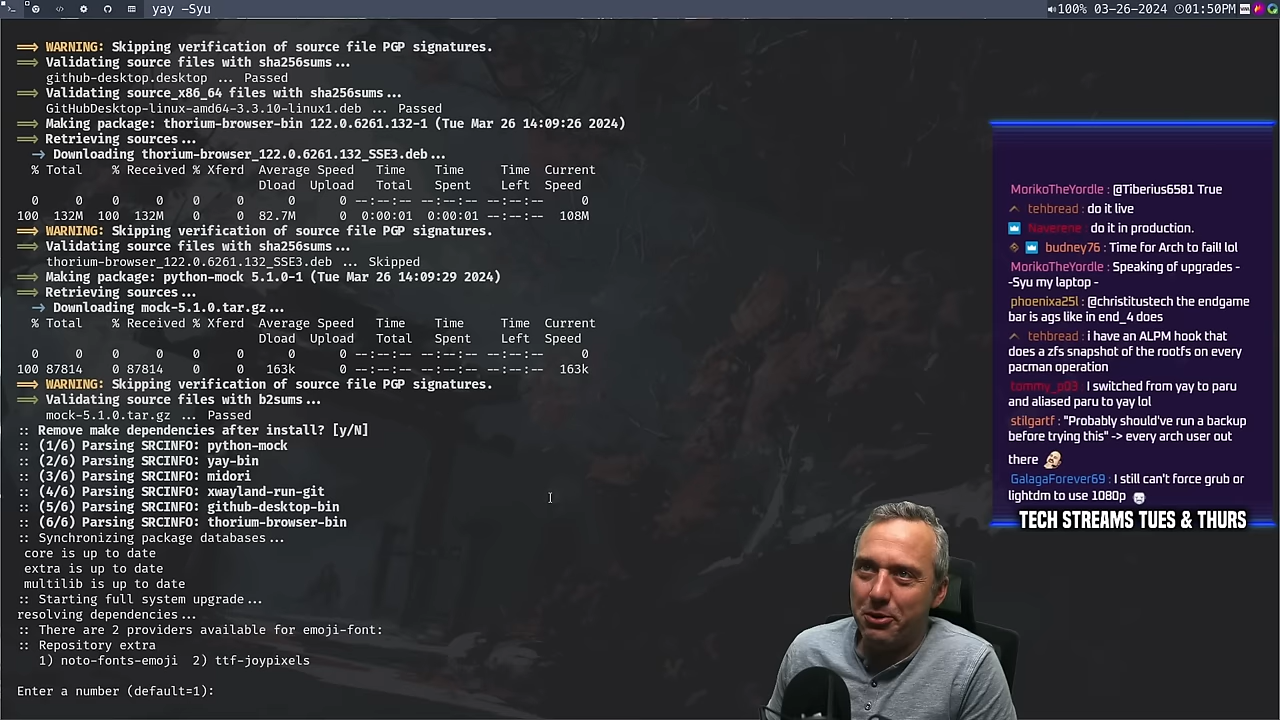 yay -Syu
100% 03-26-2024 01:50PM
==> WARNING: Skipping verification of source file PGP signatures.
==> Validating source files with sha256sums...
github-desktop.desktop ... Passed
==> Validating source_x86_64 files with sha256sums...
GitHubDesktop-linux-amd64-3.3.10-linux1.deb ... Passed
==> Making package: thorium-browser-bin 122.0.6261.132-1 (Tue Mar 26 14:09:26 2024)
==> Retrieving sources...
-> Downloading thorium-browser_122.0.6261.132_SSE3.deb...
% Total % Received % Xferd Average Speed Time Time Time Current
Dload Upload Total Spent Left Speed
0 0 0 0 0 0 0 0 --:--:-- --:--:-- --:--:-- 0
100 132M 100 132M 0 0 82.7M 0 0:00:01 0:00:01 --:--:-- 108M
==> WARNING: Skipping verification of source file PGP signatures.
==> Validating source files with sha256sums...
thorium-browser_122.0.6261.132_SSE3.deb ... Skipped
==> Making package: python-mock 5.1.0-1 (Tue Mar 26 14:09:29 2024)
==> Retrieving sources...
-> Downloading mock-5.1.0.tar.gz...
% Total % Received % Xferd Average Speed Time Time Time Current
Dload Upload Total Spent Left Speed
0 0 0 0 0 0 0 0 --:--:-- --:--:-- --:--:-- 0
100 87814 0 87814 0 0 163k 0 --:--:-- --:--:-- --:--:-- 163k
==> WARNING: Skipping verification of source file PGP signatures.
==> Validating source files with b2sums...
mock-5.1.0.tar.gz ... Passed
:: Remove make dependencies after install? [y/N]
:: (1/6) Parsing SRCINFO: python-mock
:: (2/6) Parsing SRCINFO: yay-bin
:: (3/6) Parsing SRCINFO: midori
:: (4/6) Parsing SRCINFO: xwayland-run-git
:: (5/6) Parsing SRCINFO: github-desktop-bin
:: (6/6) Parsing SRCINFO: thorium-browser-bin
:: Synchronizing package databases...
core is up to date
extra is up to date
multilib is up to date
:: Starting full system upgrade...
resolving dependencies...
:: There are 2 providers available for emoji-font:
:: Repository extra
1) noto-fonts-emoji 2) ttf-joypixels
Enter a number (default=1):
MorikoTheYordle : @Tiberius6581 True
tehbread : do it live
Naverene : do it in production.
budney76 : Time for Arch to faill lol
MorikoTheYordle : Speaking of upgrades -
-Syu my laptop -
phoenixa25l : @christitustech the endgame
bar is ags like in end_4 does
tehbread : i have an ALPM hook that
does a zfs snapshot of the rootfs on every
pacman operation
tommy_p03 : I switched from yay to paru
and aliased paru to yay lol
stilgartf : "Probably should've run a backup
before trying this" -> every arch user out
there
GalagaForever69 : I still can't force grub or
lightdm to use 1080p
TECH STREAMS TUES & THURS